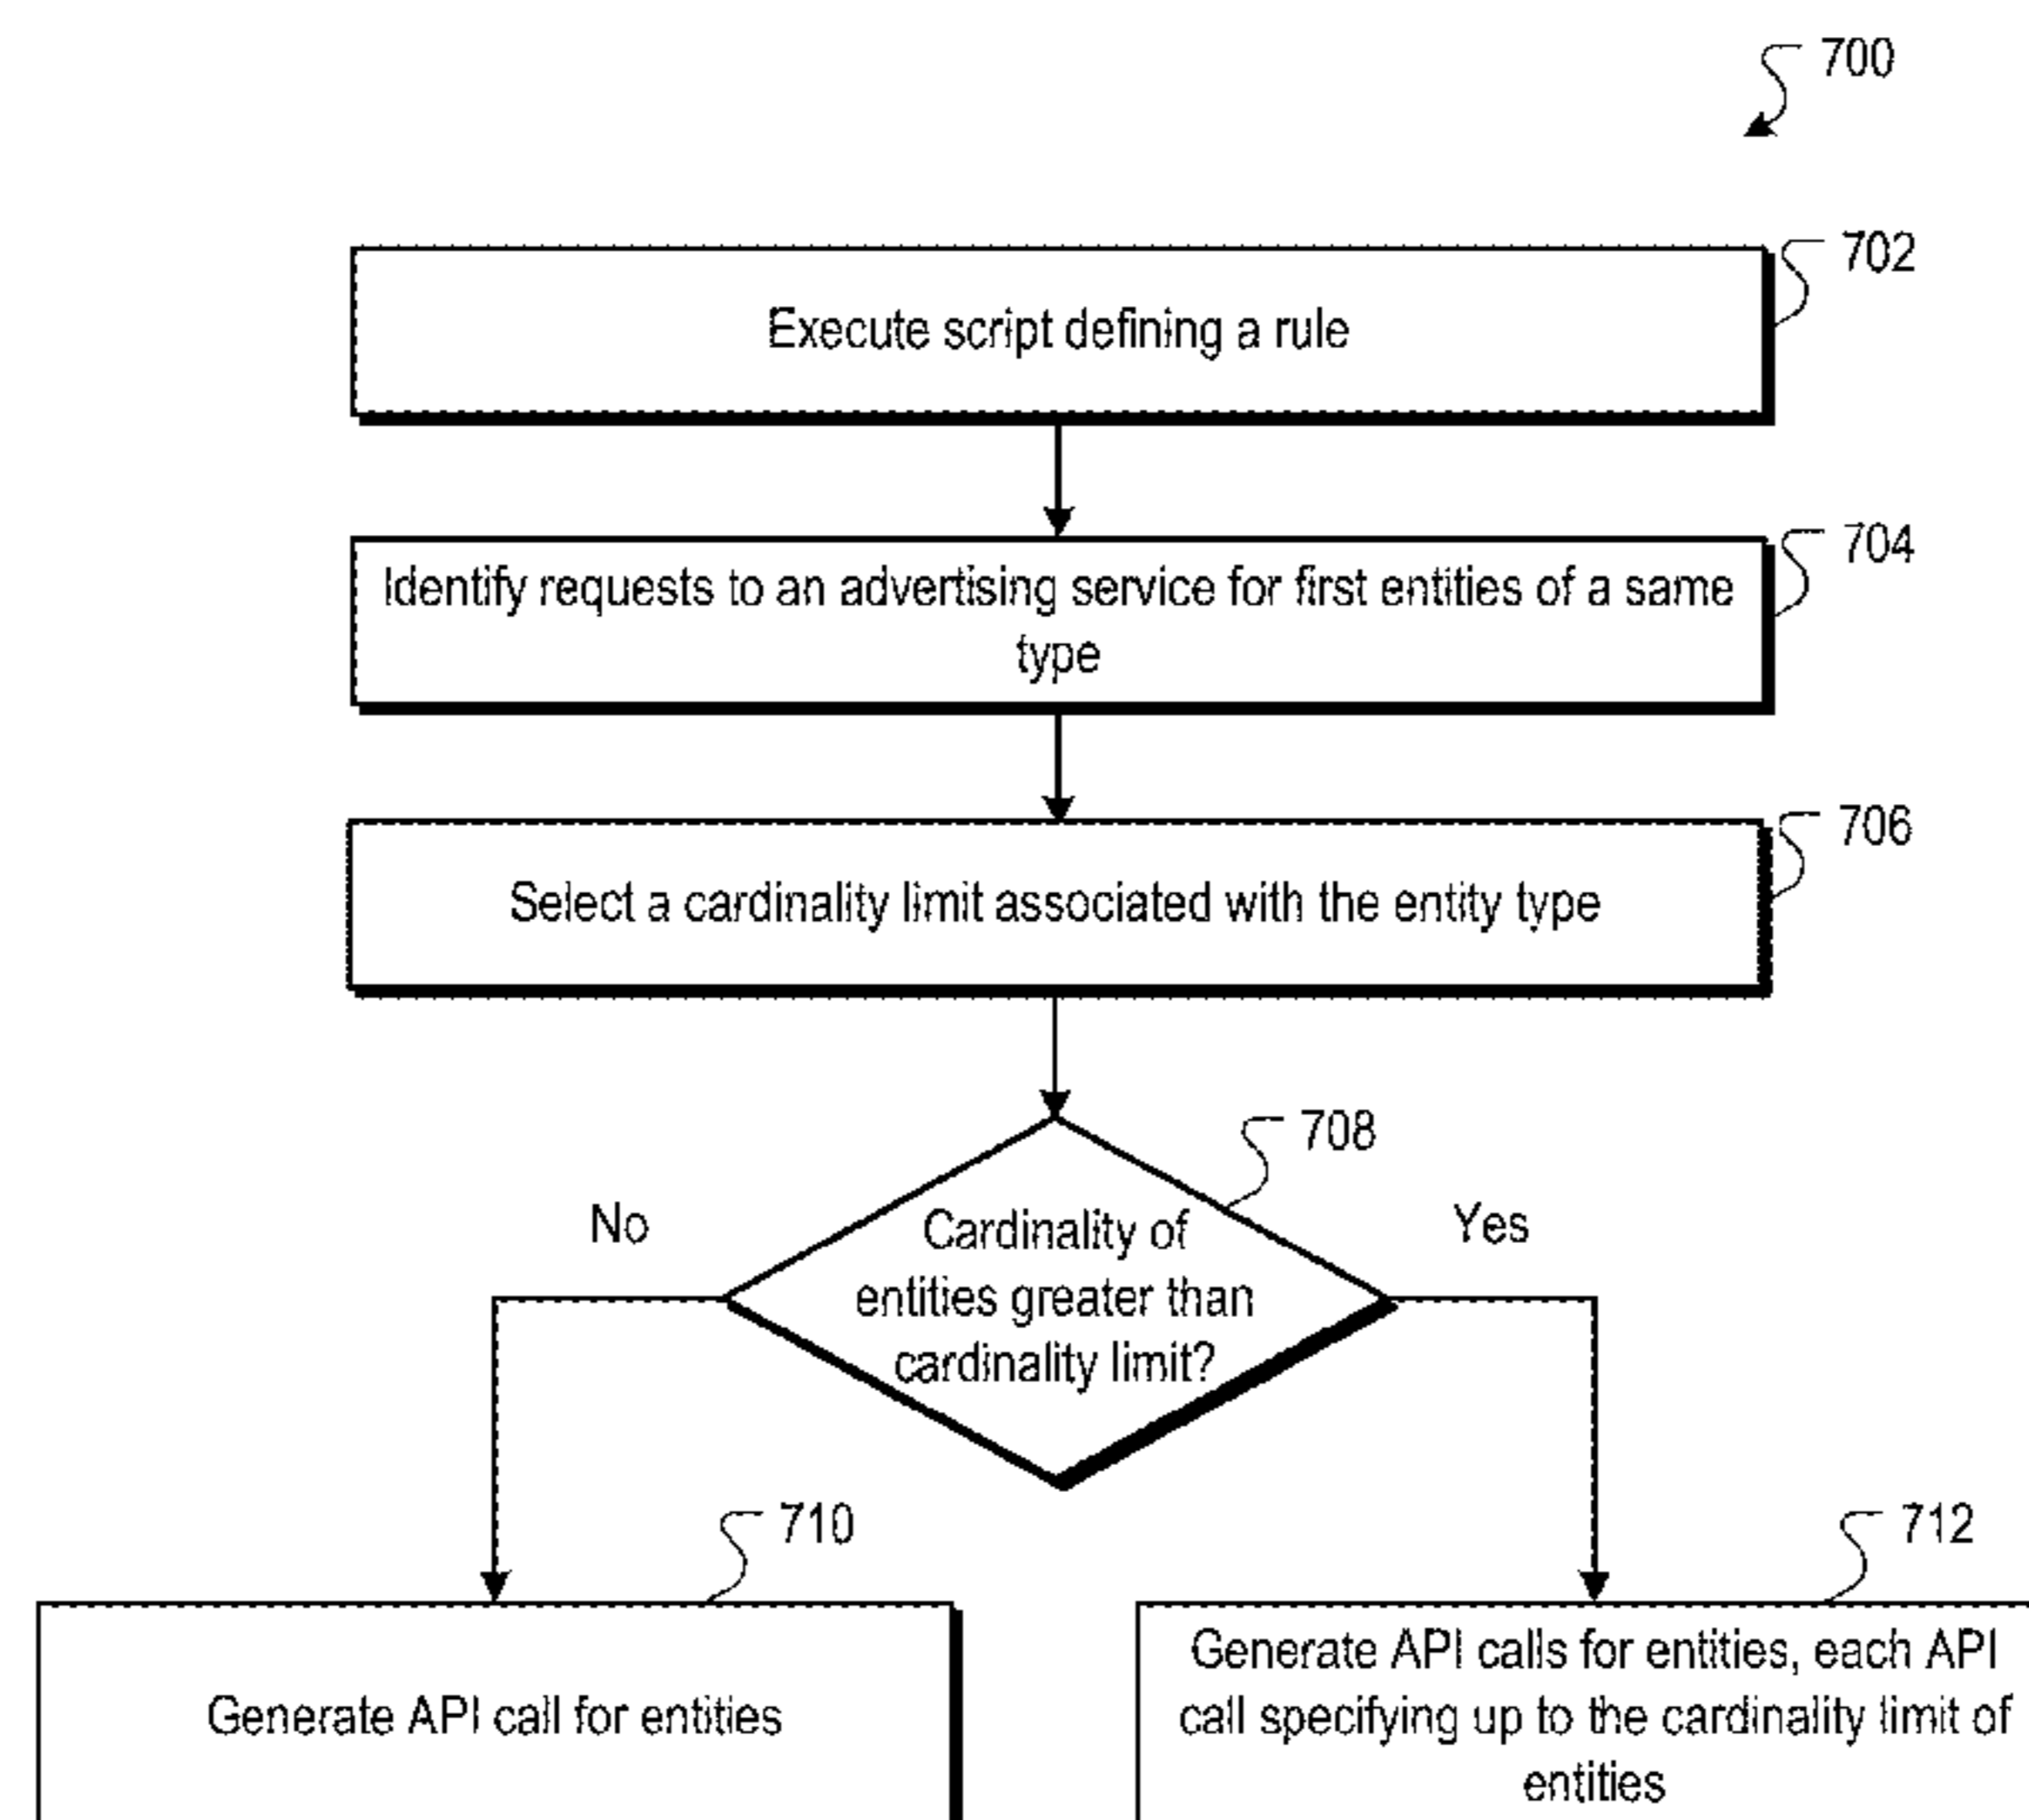 700
702
Execute script defining a rule
704
Identify requests to an advertising service for first entities of a same
type
706
Select a cardinality limit associated with the entity type
708
No
Yes
Cardinality of
entities greater than
cardinality limit?
710
712
Generate API call for entities
Generate API calls for entities, each API
call specifying up to the cardinality limit of
entities